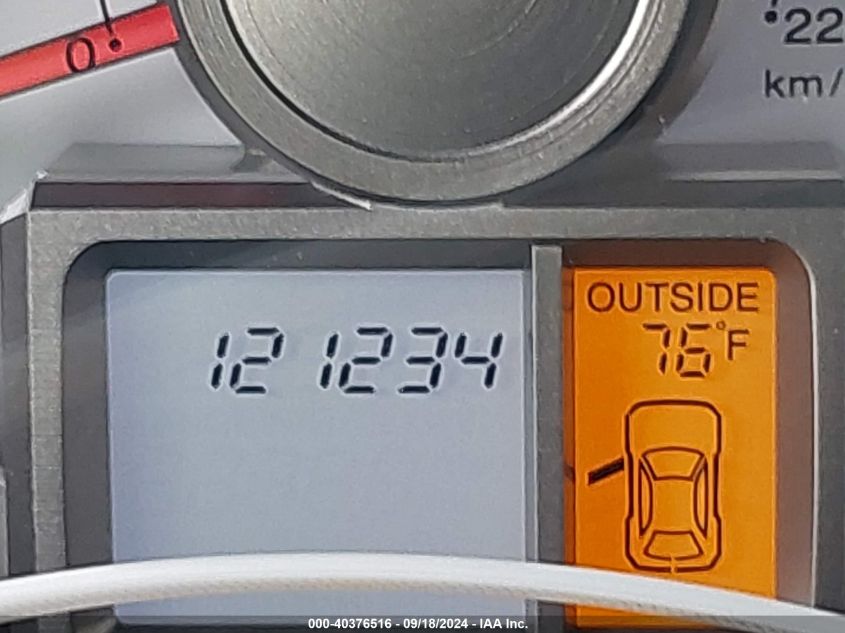 0
22
km/
OUTSIDE
121234
76°F
000-40376516 - 09/18/2024 - IAA Inc.